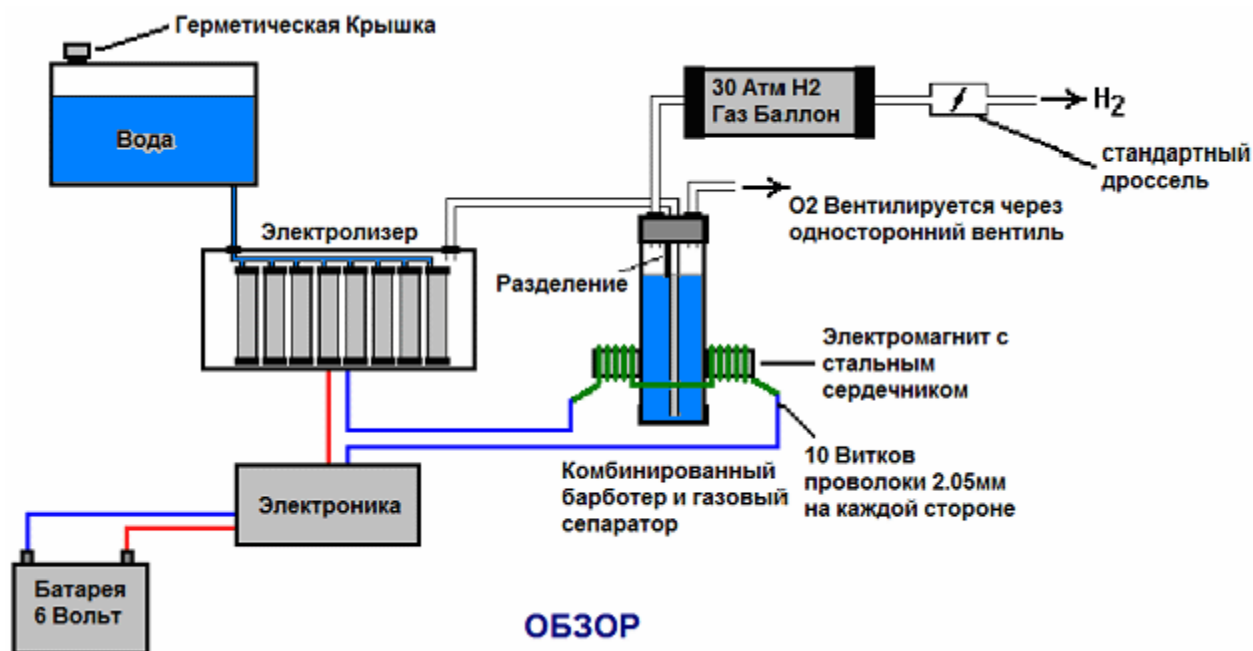 Герметическая Крышка
Вода
30 Атм H2
Газ Баллон
H2
стандартный
дроссель
О2 Вентилируется через
односторонний вентиль
Электролизер
Разделение
Электромагнит с
стальным
сердечником
10 Витков
проволоки 2.05мм
на каждой стороне
Комбинированный
барботер и газовый
сепаратор
Электроника
Батарея
6 Вольт
ОБЗОР